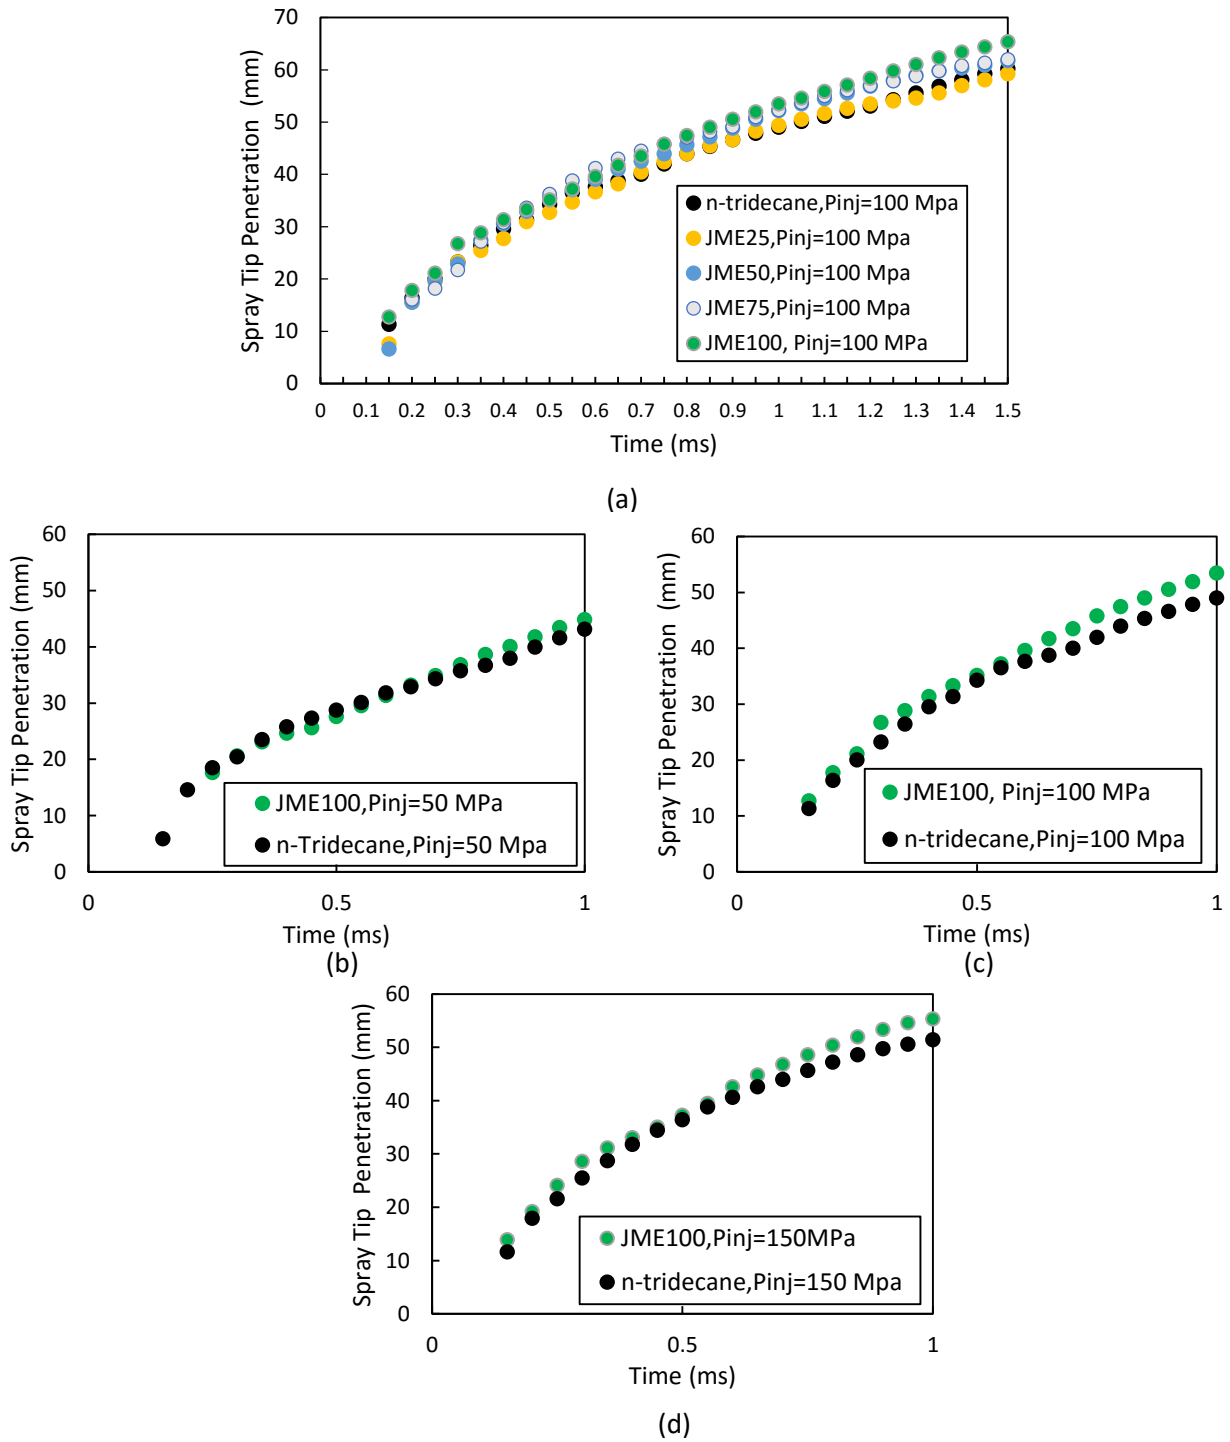 70
60
50
40
30
20
10
0
Spray Tip Penetration (mm)
n-tridecane,Pinj=100 Mpa
JME25,Pinj=100 Mpa
JME50,Pinj=100 Mpa
JME75,Pinj=100 Mpa
JME100, Pinj=100 MPa
0 0.1 0.2 0.3 0.4 0.5 0.6 0.7 0.8 0.9 1 1.1 1.2 1.3 1.4 1.5
Time (ms)
(a)
60
50
40
30
20
10
0
Spray Tip Penetration (mm)
JME100,Pinj=50 MPa
n-Tridecane,Pinj=50 Mpa
0 0.5 1
Time (ms)
(b)
60
50
40
30
20
10
0
Spray Tip Penetration (mm)
JME100, Pinj=100 MPa
n-tridecane,Pinj=100 Mpa
0 0.5 1
Time (ms)
(c)
60
50
40
30
20
10
0
Spray Tip Penetration (mm)
JME100,Pinj=150MPa
n-tridecane,Pinj=150 Mpa
0 0.5 1
Time (ms)
(d)